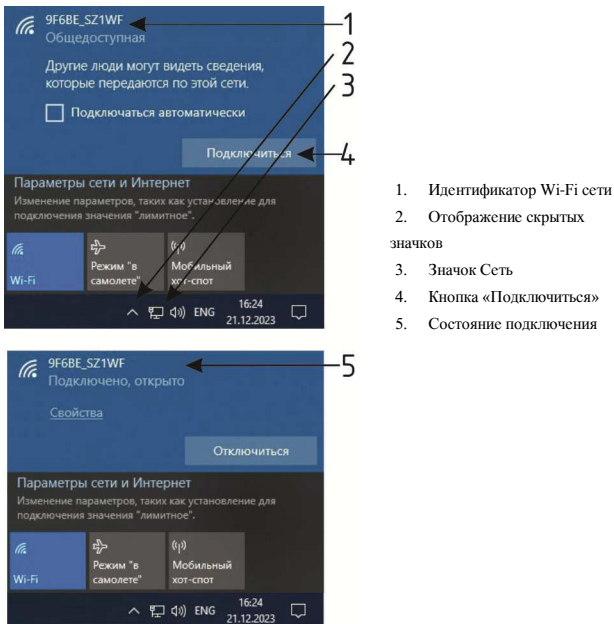 9F6BE_SZ1WF
Общедоступная
Другие люди могут видеть сведения,
которые передаются по этой сети.
Подключаться автоматически
Подключиться
Параметры сети и Интернет
Изменение параметров, таких как установление для
подключения значения "лимитное".
Wi-Fi
Режим "в
самолете"
Мобильный
хот-спот
ENG
16:24
21.12.2023
1
2
3
4
1. Идентификатор Wi-Fi сети
2. Отображение скрытых
значков
3. Значок Сеть
4. Кнопка «Подключиться»
5. Состояние подключения
9F6BE_SZ1WF
Подключено, открыто
Свойства
Отключиться
Параметры сети и Интернет
Изменение параметров, таких как установление для
подключения значения "лимитное".
Wi-Fi
Режим "в
самолете"
Мобильный
хот-спот
ENG
16:24
21.12.2023
5